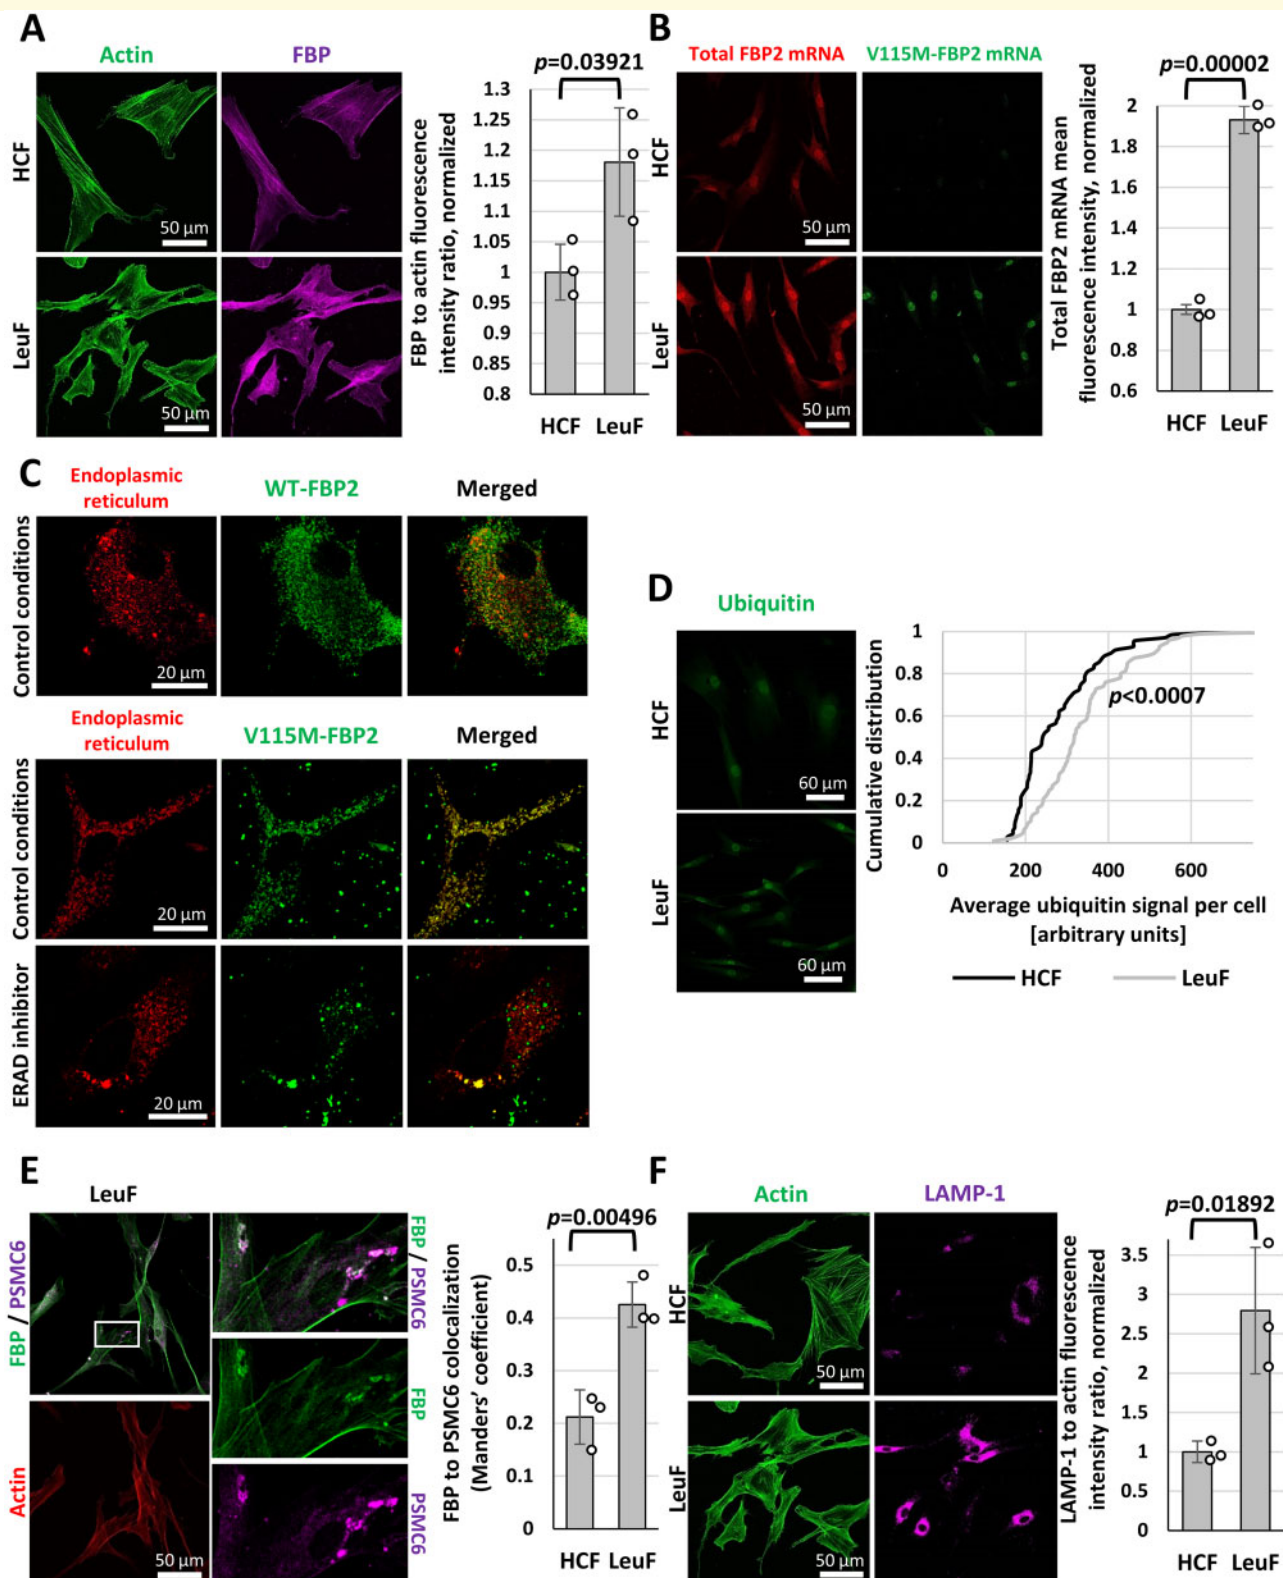 A
Actin
FBP
HCF
LeuF
50 µm
50 µm
p=0.03921
FBP to actin fluorescence
intensity ratio, normalized
1.3
1.25
1.2
1.15
1.1
1.05
1
0.95
0.9
0.85
0.8
HCF LeuF
B
Total FBP2 mRNA
V115M-FBP2 mRNA
HCF
LeuF
50 µm
50 µm
p=0.00002
Total FBP2 mRNA mean
fluorescence intensity, normalized
2
1.8
1.6
1.4
1.2
1
0.8
0.6
HCF LeuF
C
Endoplasmic
reticulum
WT-FBP2
Merged
Control conditions
20 µm
Endoplasmic
reticulum
V115M-FBP2
Merged
Control conditions
20 µm
ERAD inhibitor
20 µm
D
Ubiquitin
HCF
LeuF
60 µm
60 µm
Cumulative distribution
1
0.8
0.6
0.4
0.2
0
p<0.0007
0 200 400 600
Average ubiquitin signal per cell
[arbitrary units]
HCF LeuF
E
LeuF
FBP / PSMC6
Actin
50 µm
FBP / PSMC6
FBP
PSMC6
p=0.00496
FBP to PSMC6 colocalization
(Manders' coefficient)
0.5
0.4
0.3
0.2
0.1
0
HCF LeuF
F
Actin
LAMP-1
HCF
LeuF
50 µm
50 µm
p=0.01892
LAMP-1 to actin fluorescence
intensity ratio, normalized
3.5
3
2.5
2
1.5
1
0.5
0
HCF LeuF